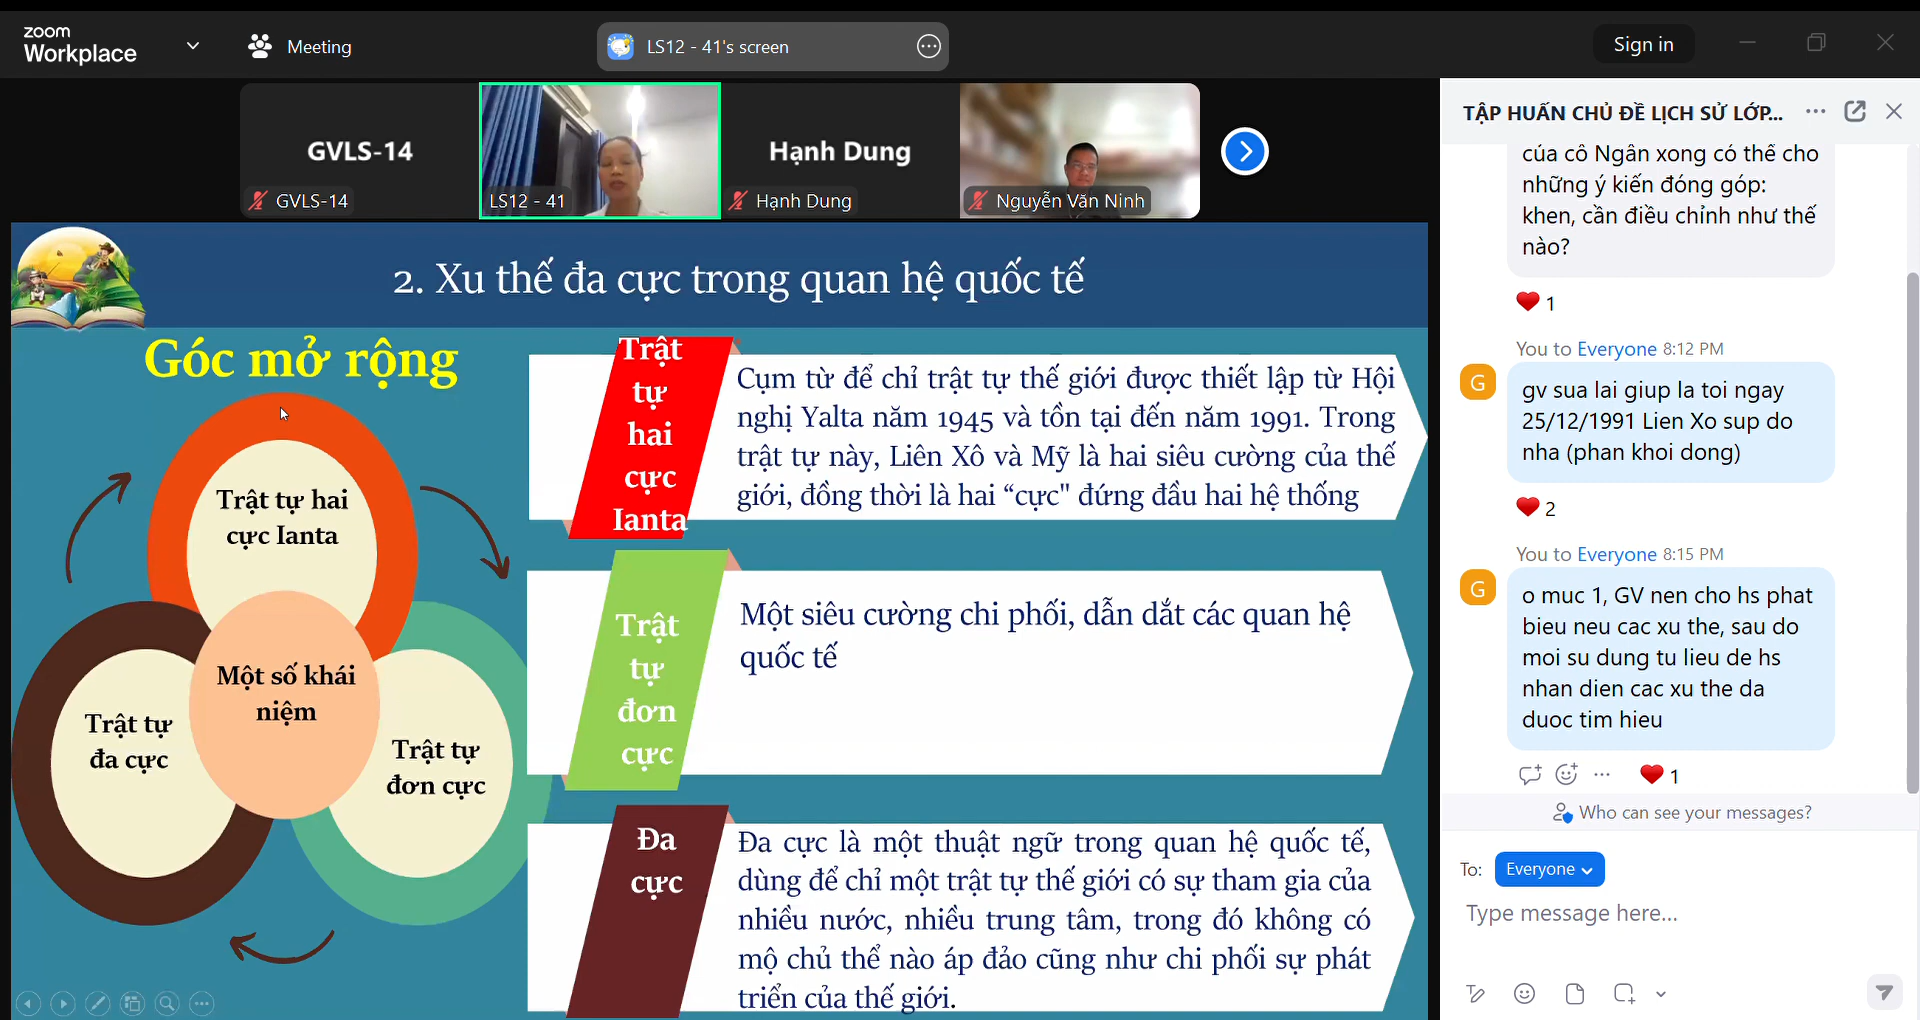 zoom
Workplace
Meeting
LS12 - 41's screen
Sign in
GVLS-14
GVLS-14
LS12 - 41
Hạnh Dung
Hạnh Dung
Nguyễn Văn Ninh
2. Xu thế đa cực trong quan hệ quốc tế
Góc mở rộng
Trật tự hai
cực Ianta
Một số khái
niệm
Trật tự
đa cực
Trật tự
đơn cực
Trật
tự
hai
cực
Ianta
Cụm từ để chỉ trật tự thế giới được thiết lập từ Hội
nghị Yalta năm 1945 và tồn tại đến năm 1991. Trong
trật tự này, Liên Xô và Mỹ là hai siêu cường của thế
giới, đồng thời là hai “cực" đứng đầu hai hệ thống
Trật
tự
đơn
cực
Một siêu cường chi phối, dẫn dắt các quan hệ
quốc tế
Đa
cực
Đa cực là một thuật ngữ trong quan hệ quốc tế,
dùng để chỉ một trật tự thế giới có sự tham gia của
nhiều nước, nhiều trung tâm, trong đó không có
mộ chủ thể nào áp đảo cũng như chi phối sự phát
triển của thế giới.
TẬP HUẤN CHỦ ĐỀ LỊCH SỬ LỚP...
của cô Ngân xong có thể cho
những ý kiến đóng góp:
khen, cần điều chỉnh như thế
nào?
1
You to Everyone 8:12 PM
G
gv sua lai giup la toi ngay
25/12/1991 Lien Xo sup do
nha (phan khoi dong)
2
You to Everyone 8:15 PM
G
o muc 1, GV nen cho hs phat
bieu neu cac xu the, sau do
moi su dung tu lieu de hs
nhan dien cac xu the da
duoc tim hieu
1
Who can see your messages?
To: Everyone
Type message here...